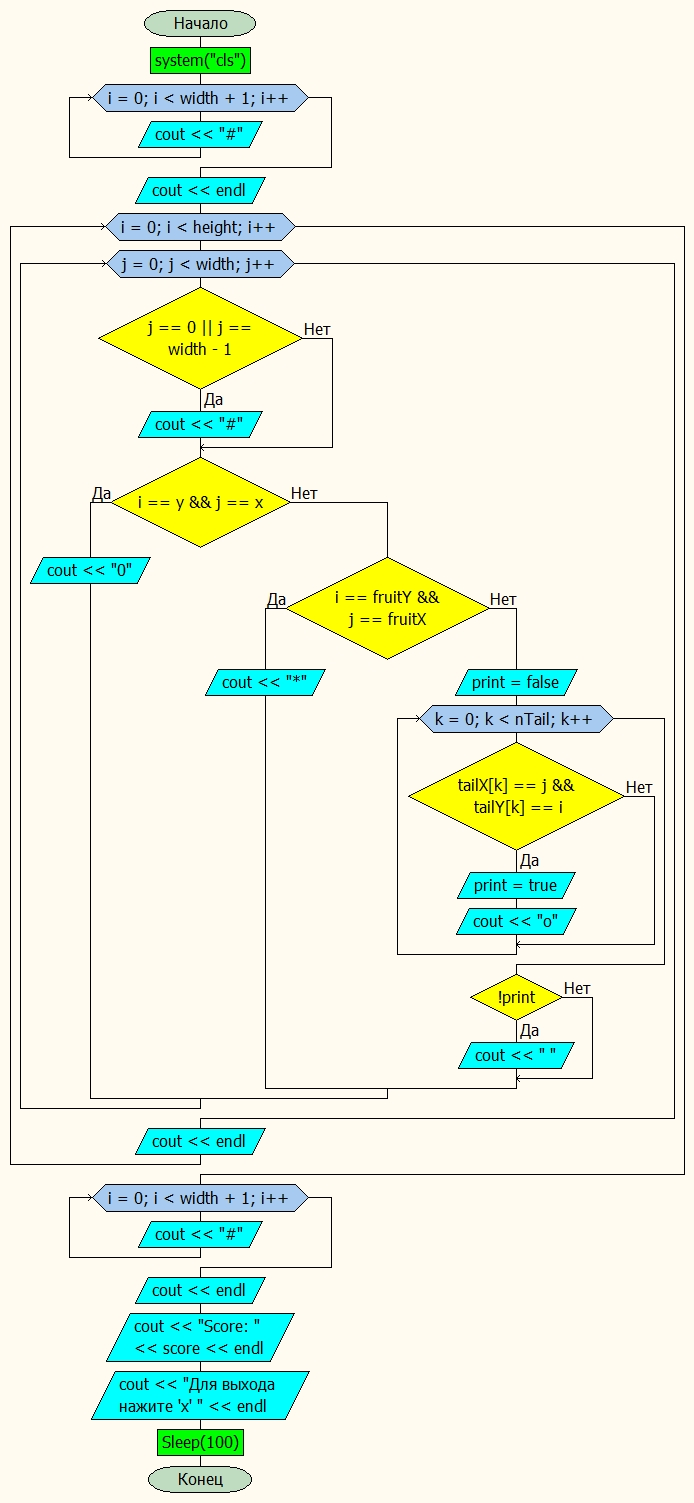 Начало
system("cls")
i = 0; i < width + 1; i++
cout << "#"
cout << endl
i = 0; i < height; i++
j = 0; j < width; j++
j == 0 || j ==
width - 1
Нет
Да
cout << "#"
Да
i == y && j == x
Нет
cout << "0"
Да
i == fruitY &&
j == fruitX
Нет
cout << "*"
print = false
k = 0; k < nTail; k++
tailX[k] == j &&
tailY[k] == i
Нет
Да
print = true
cout << "o"
!print
Нет
Да
cout << " "
cout << endl
i = 0; i < width + 1; i++
cout << "#"
cout << endl
cout << "Score: "
<< score << endl
cout << "Для выхода
нажите 'x' " << endl
Sleep(100)
Конец